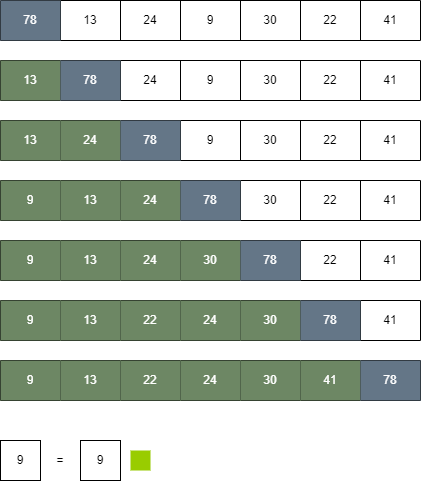 78 13 24 9 30 22 41
13 78 24 9 30 22 41
13 24 78 9 30 22 41
9 13 24 78 30 22 41
9 13 24 30 78 22 41
9 13 22 24 30 78 41
9 13 22 24 30 41 78
9 = 9